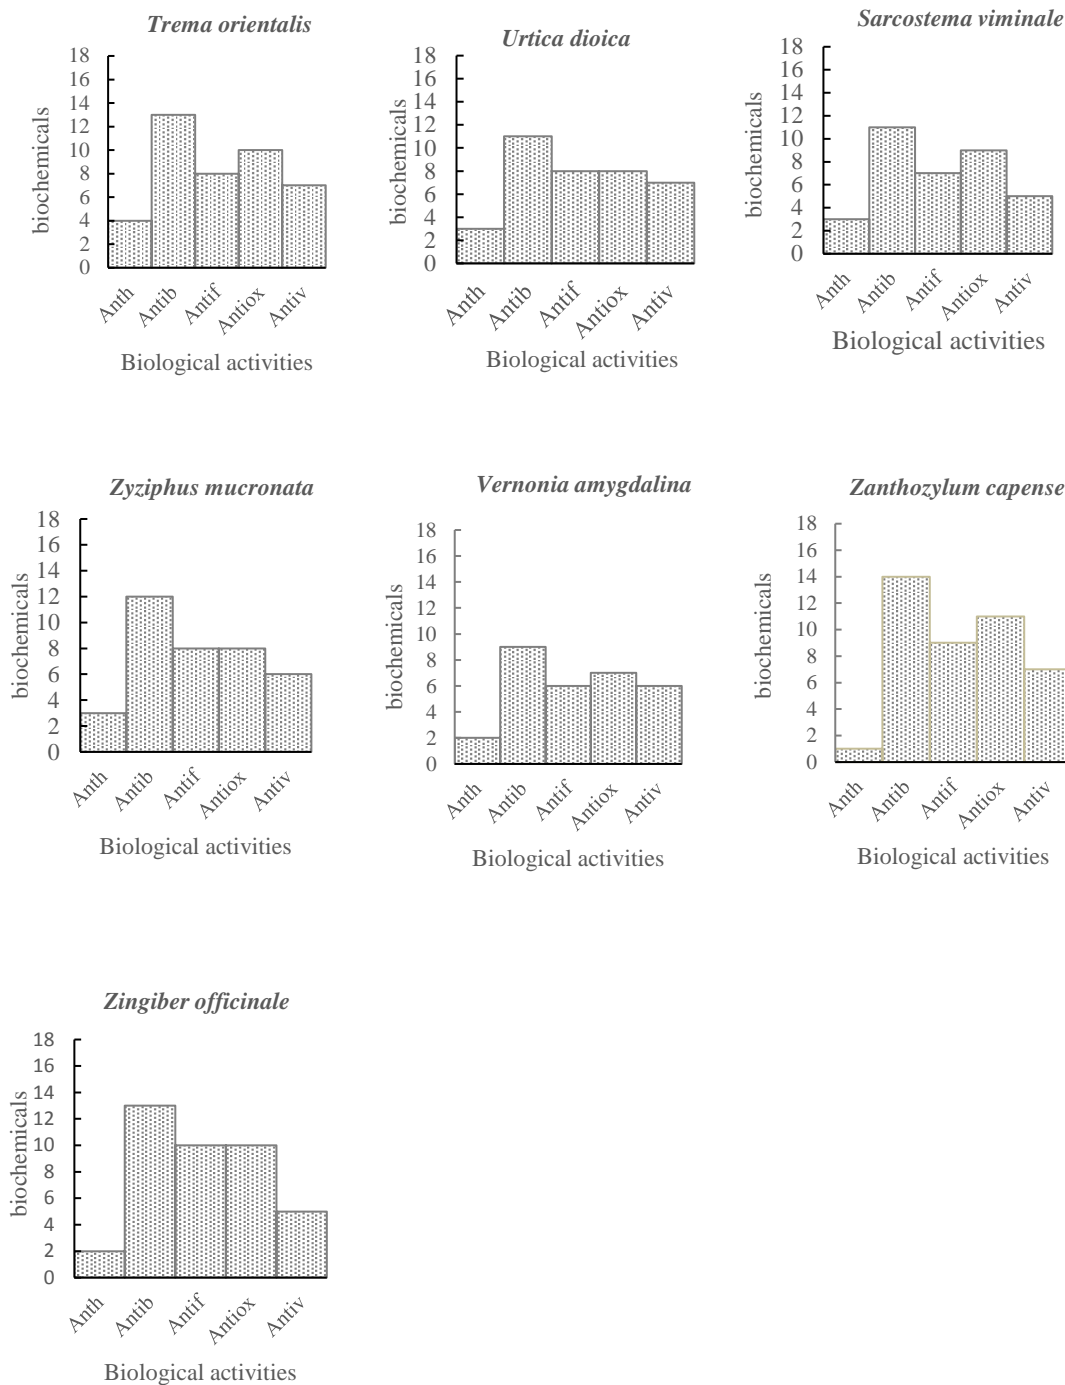 Trema orientalis
18
16
14
12
10
8
6
4
2
0
biochemicals
Anth
Antib
Antif
Antiox
Antiv
Biological activities
Urtica dioica
18
16
14
12
10
8
6
4
2
0
biochemicals
Anth
Antib
Antif
Antiox
Antiv
Biological activities
Sarcostema viminale
18
16
14
12
10
8
6
4
2
0
biochemicals
Anth
Antib
Antif
Antiox
Antiv
Biological activities
Zyziphus mucronata
18
16
14
12
10
8
6
4
2
0
biochemicals
Anth
Antib
Antif
Antiox
Antiv
Biological activities
Vernonia amygdalina
18
16
14
12
10
8
6
4
2
0
biochemicals
Anth
Antib
Antif
Antiox
Antiv
Biological activities
Zanthozylum capense
18
16
14
12
10
8
6
4
2
0
biochemicals
Anth
Antib
Antif
Antiox
Antiv
Biological activities
Zingiber officinale
18
16
14
12
10
8
6
4
2
0
biochemicals
Anth
Antib
Antif
Antiox
Antiv
Biological activities